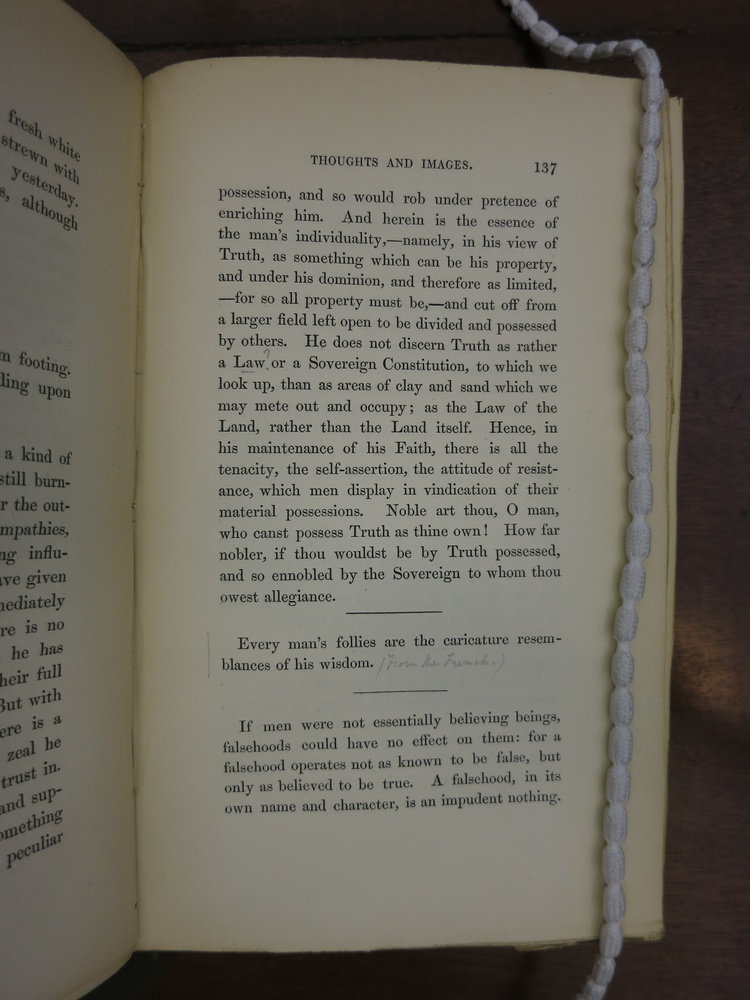 fresh white
strewn with
yesterday.
although
footing.
ding upon
a kind of
still burn-
r the out-
mpathies,
ng influ-
ave given
mediately
re is no
he has
heir full
But with
ere is a
zeal he
trust in.
and sup-
omething
peculiar
THOUGHTS AND IMAGES. 137
possession, and so would rob under pretence of
enriching him. And herein is the essence of
the man's individuality,—namely, in his view of
Truth, as something which can be his property,
and under his dominion, and therefore as limited,
—for so all property must be,—and cut off from
a larger field left open to be divided and possessed
by others. He does not discern Truth as rather
a Law, or a Sovereign Constitution, to which we
look up, than as areas of clay and sand which we
may mete out and occupy; as the Law of the
Land, rather than the Land itself. Hence, in
his maintenance of his Faith, there is all the
tenacity, the self-assertion, the attitude of resist-
ance, which men display in vindication of their
material possessions. Noble art thou, O man,
who canst possess Truth as thine own! How far
nobler, if thou wouldst be by Truth possessed,
and so ennobled by the Sovereign to whom thou
owest allegiance.
Every man's follies are the caricature resem-
blances of his wisdom. (From the French.)
If men were not essentially believing beings,
falsehoods could have no effect on them: for a
falsehood operates not as known to be false, but
only as believed to be true. A falsehood, in its
own name and character, is an impudent nothing.